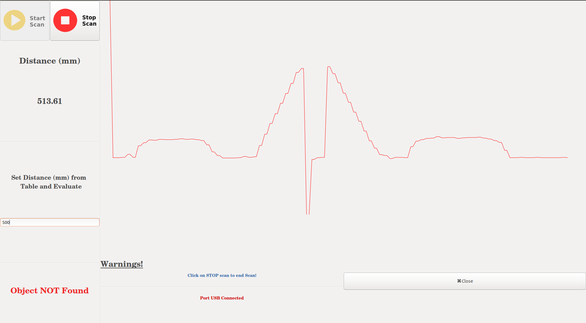 Start
Scan
Stop
Scan
Distance (mm)
513.61
Set Distance (mm) from
Table and Evaluate
500
Object NOT Found
Warnings!
Click on STOP scan to end Scan!
Port USB Connected
✖Close